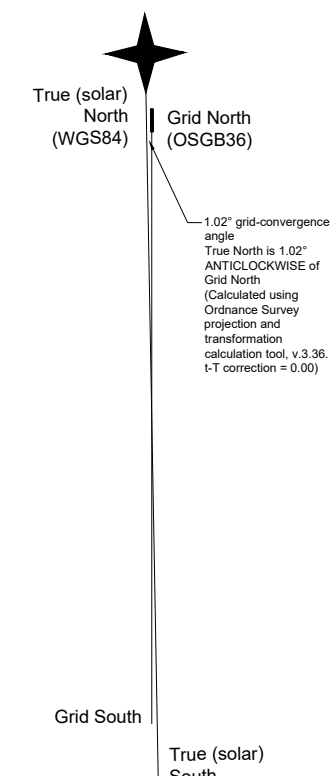 True (solar)
North
(WGS84)
Grid North
(OSGB36)
1.02° grid-convergence
angle
True North is 1.02°
ANTICLOCKWISE of
Grid North
(Calculated using
Ordnance Survey
projection and
transformation
calculation tool, v.3.36.
t-T correction = 0.00)
Grid South
True (solar)
South